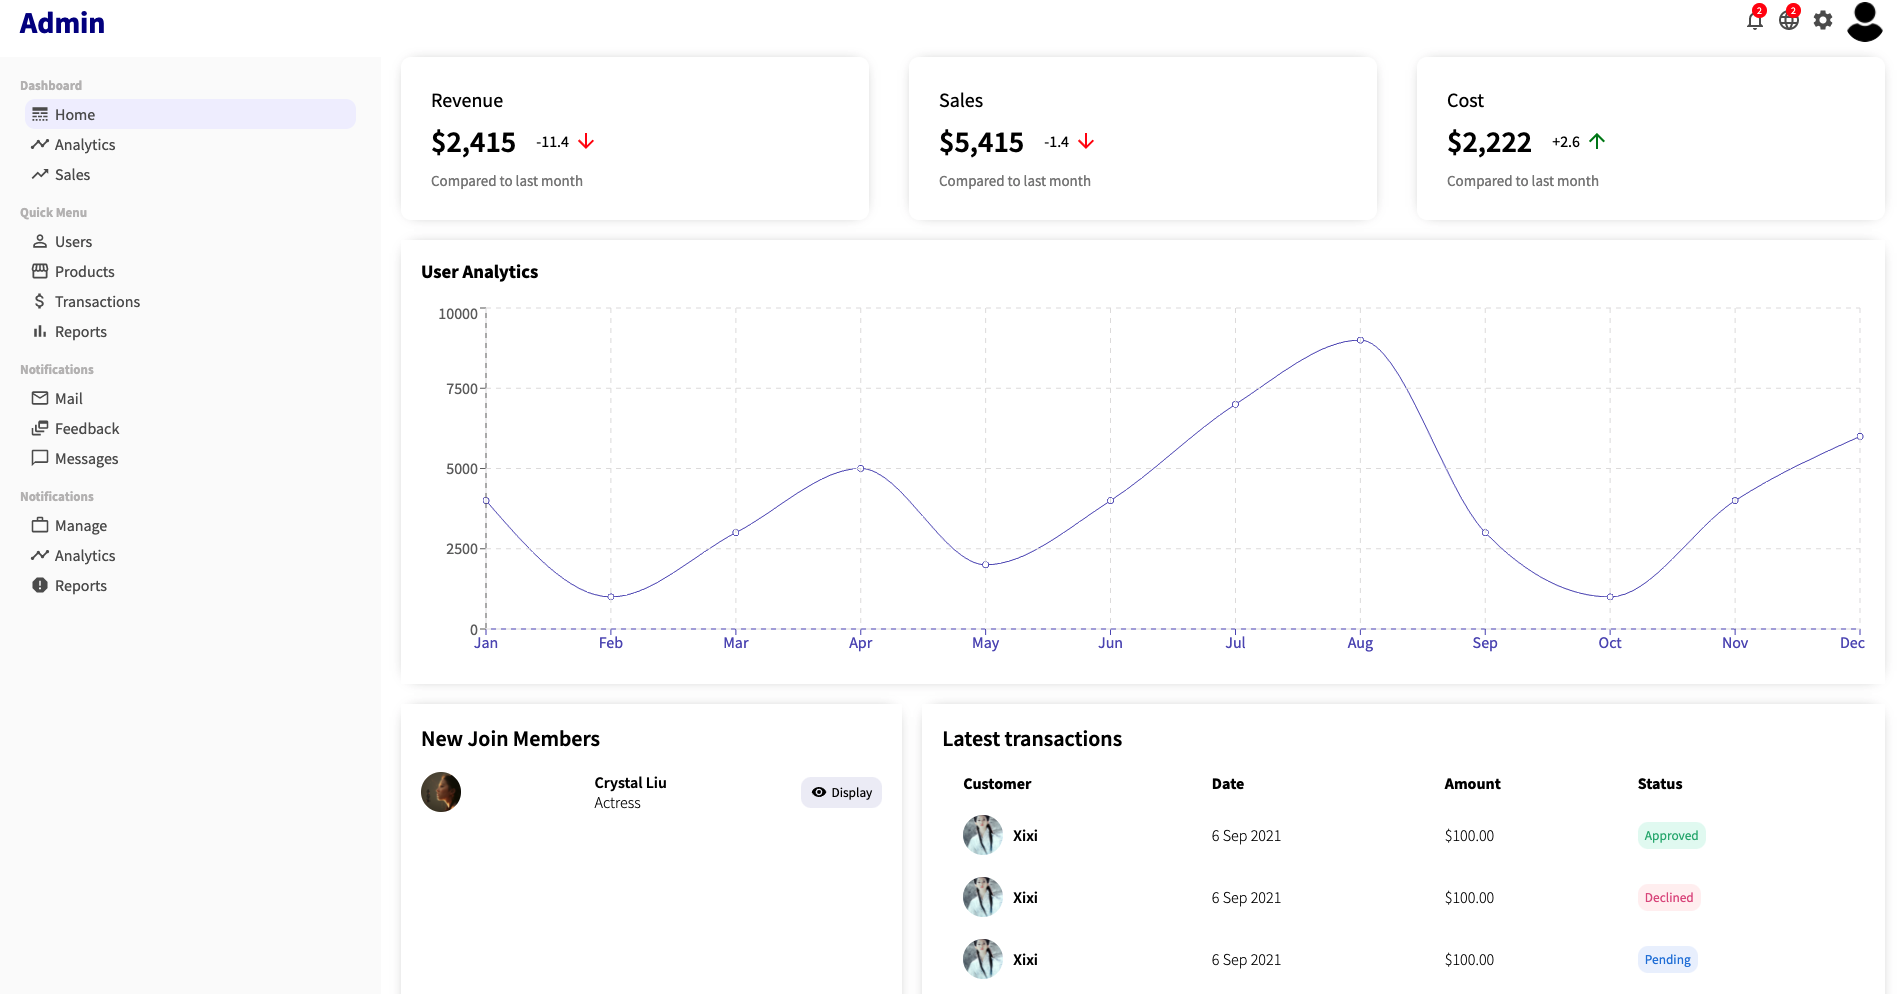 Admin
2
2
Dashboard
Home
Analytics
Sales
Quick Menu
Users
Products
Transactions
Reports
Notifications
Mail
Feedback
Messages
Notifications
Manage
Analytics
Reports
Revenue
$2,415 -11.4
Compared to last month
Sales
$5,415 -1.4
Compared to last month
Cost
$2,222 +2.6
Compared to last month
User Analytics
10000
7500
5000
2500
0
Jan Feb Mar Apr May Jun Jul Aug Sep Oct Nov Dec
New Join Members
Crystal Liu
Actress
Display
Latest transactions
Customer Date Amount Status
Xixi 6 Sep 2021 $100.00 Approved
Xixi 6 Sep 2021 $100.00 Declined
Xixi 6 Sep 2021 $100.00 Pending